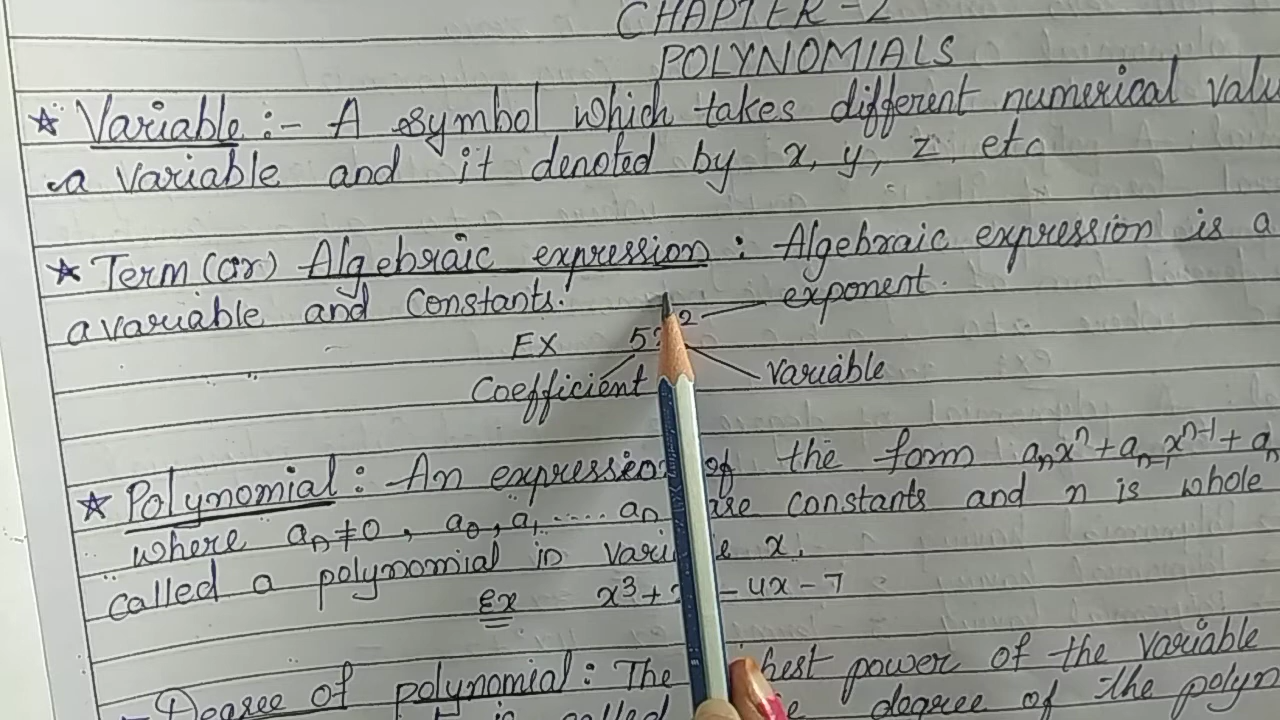 CHAPTER-2
POLYNOMIALS
★ Variable :- A symbol which takes different numerical valu
a variable and it denoted by x, y, z etc
★ Term (or) Algebraic expression : Algebraic expression is a
a variable and constants.
exponent.
EX 5 2
Coefficient variable
★ Polynomial : An expression of the form aₙxⁿ + aₙ₋₁xⁿ⁻¹ + aₙ
where aₙ ≠ 0, a₀, a₁ ..... aₙ are constants and n is whole
called a polynomial in x.
Ex x³ + - 4x - 7
Degree of polynomial : The power of the variable
is called degree of the polyn